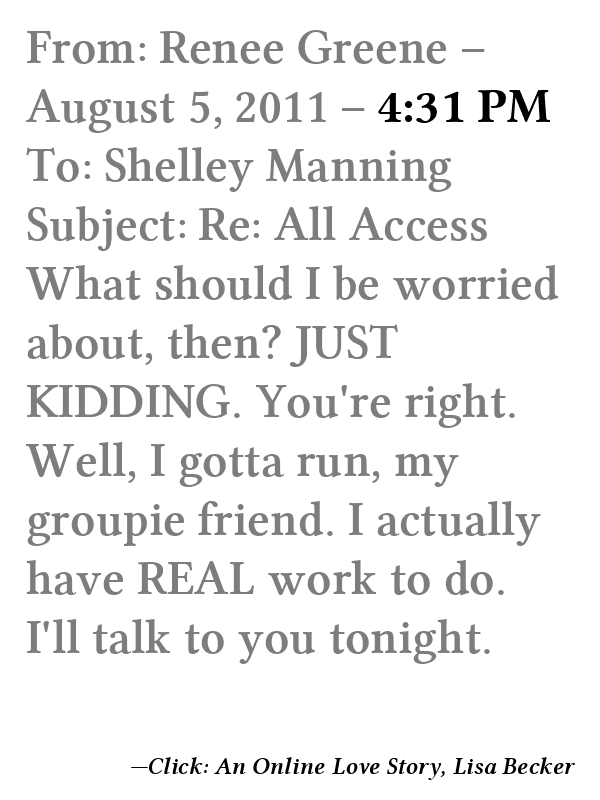 From: Renee Greene –
August 5, 2011 – 4:31 PM
To: Shelley Manning
Subject: Re: All Access
What should I be worried
about, then? JUST
KIDDING. You're right.
Well, I gotta run, my
groupie friend. I actually
have REAL work to do.
I'll talk to you tonight.
—Click: An Online Love Story, Lisa Becker